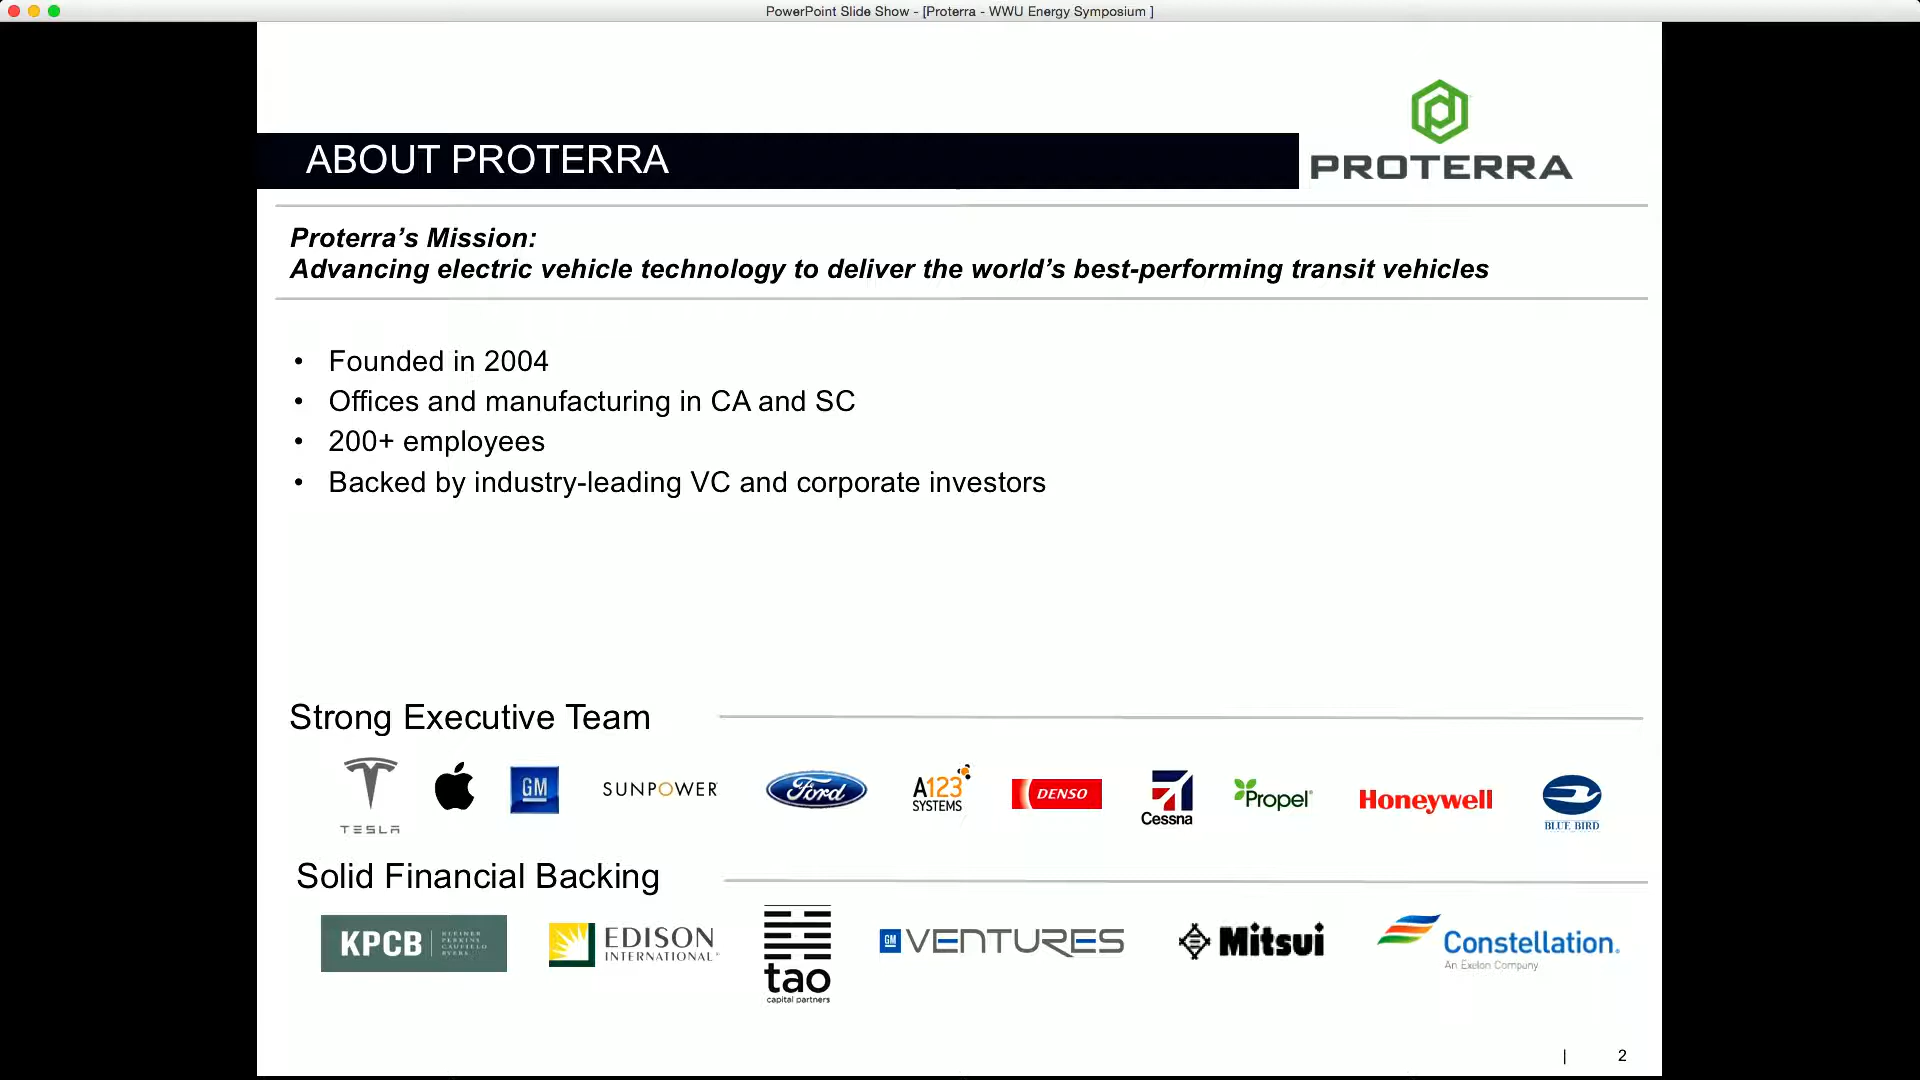 PowerPoint Slide Show - [Proterra - WWU Energy Symposium ]
PROTERRA
ABOUT PROTERRA
Proterra’s Mission:
Advancing electric vehicle technology to deliver the world’s best-performing transit vehicles
• Founded in 2004
• Offices and manufacturing in CA and SC
• 200+ employees
• Backed by industry-leading VC and corporate investors
Strong Executive Team
TESLA
GM
SUNPOWER
Ford
A123
SYSTEMS
DENSO
Cessna
Propel
Honeywell
BLUE BIRD
Solid Financial Backing
KPCB
KLEINER
PERKINS
CAUFIELD
BYERS
EDISON
INTERNATIONAL
tao
capital partners
GM VENTURES
Mitsui
Constellation.
An Exelon Company
| 2